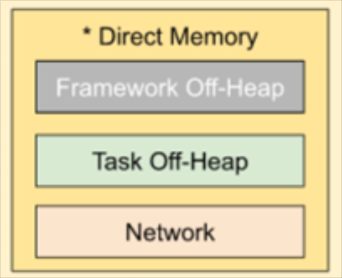 * Direct Memory
Framework Off-Heap
Task Off-Heap
Network